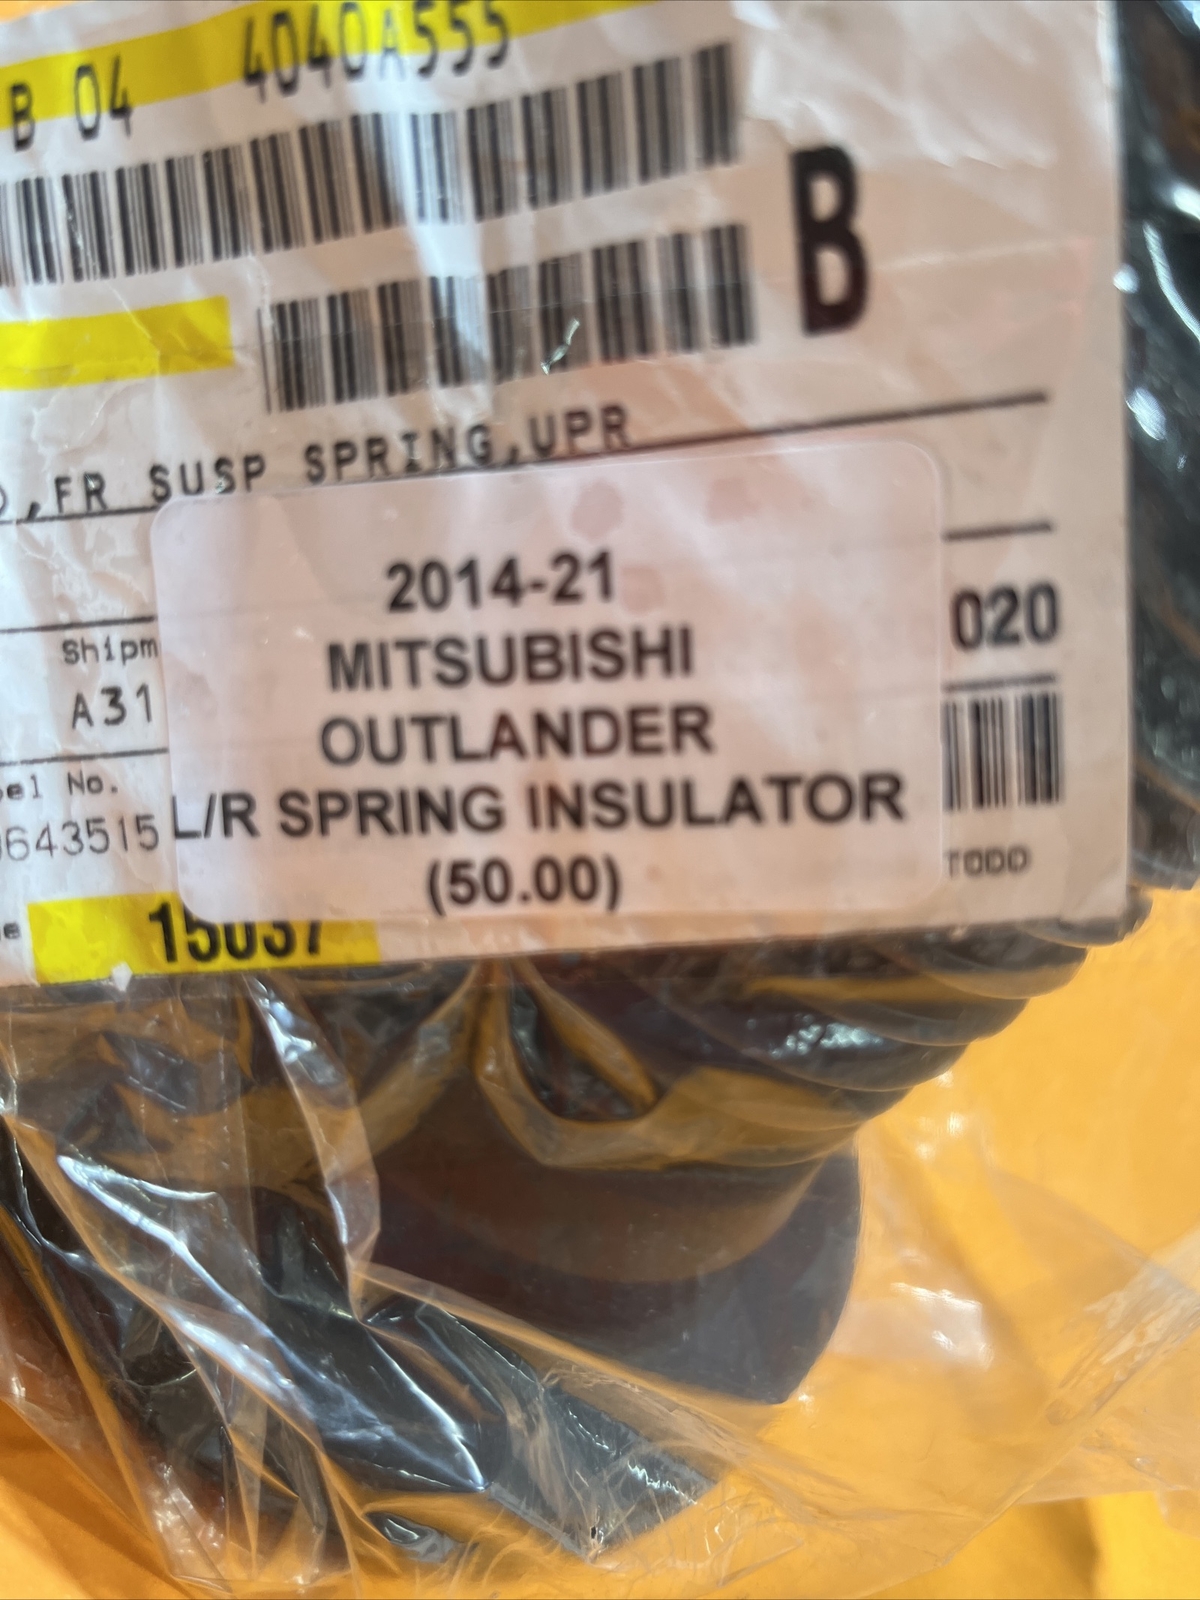 B 04 4040A555
B
,FR SUSP SPRING,UPR
2014-21
MITSUBISHI
OUTLANDER
L/R SPRING INSULATOR
(50.00)
020
Shipm
A31
el No.
643515
TODD
e
15037